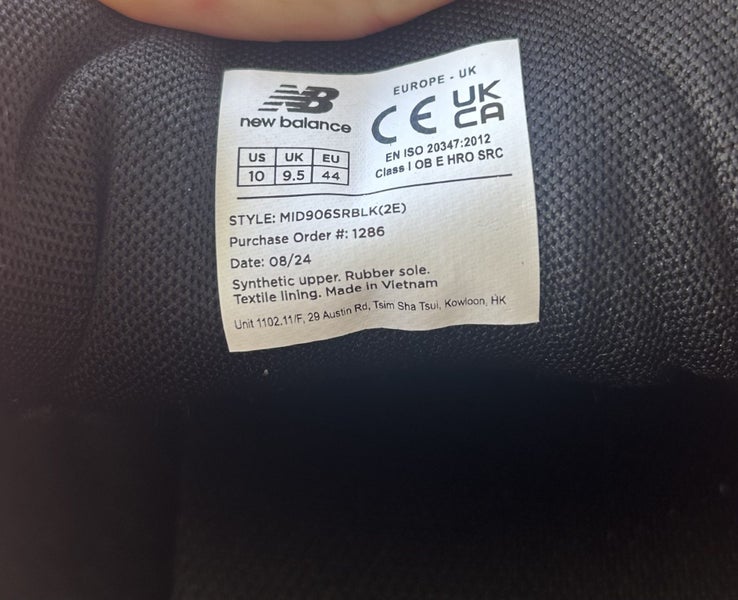 NB
new balance
US UK EU
10 9.5 44
EUROPE - UK
CE UK CA
EN ISO 20347:2012
Class I OB E HRO SRC
STYLE: MID906SRBLK(2E)
Purchase Order #: 1286
Date: 08/24
Synthetic upper. Rubber sole.
Textile lining. Made in Vietnam
Unit 1102.11/F, 29 Austin Rd, Tsim Sha Tsui, Kowloon, HK